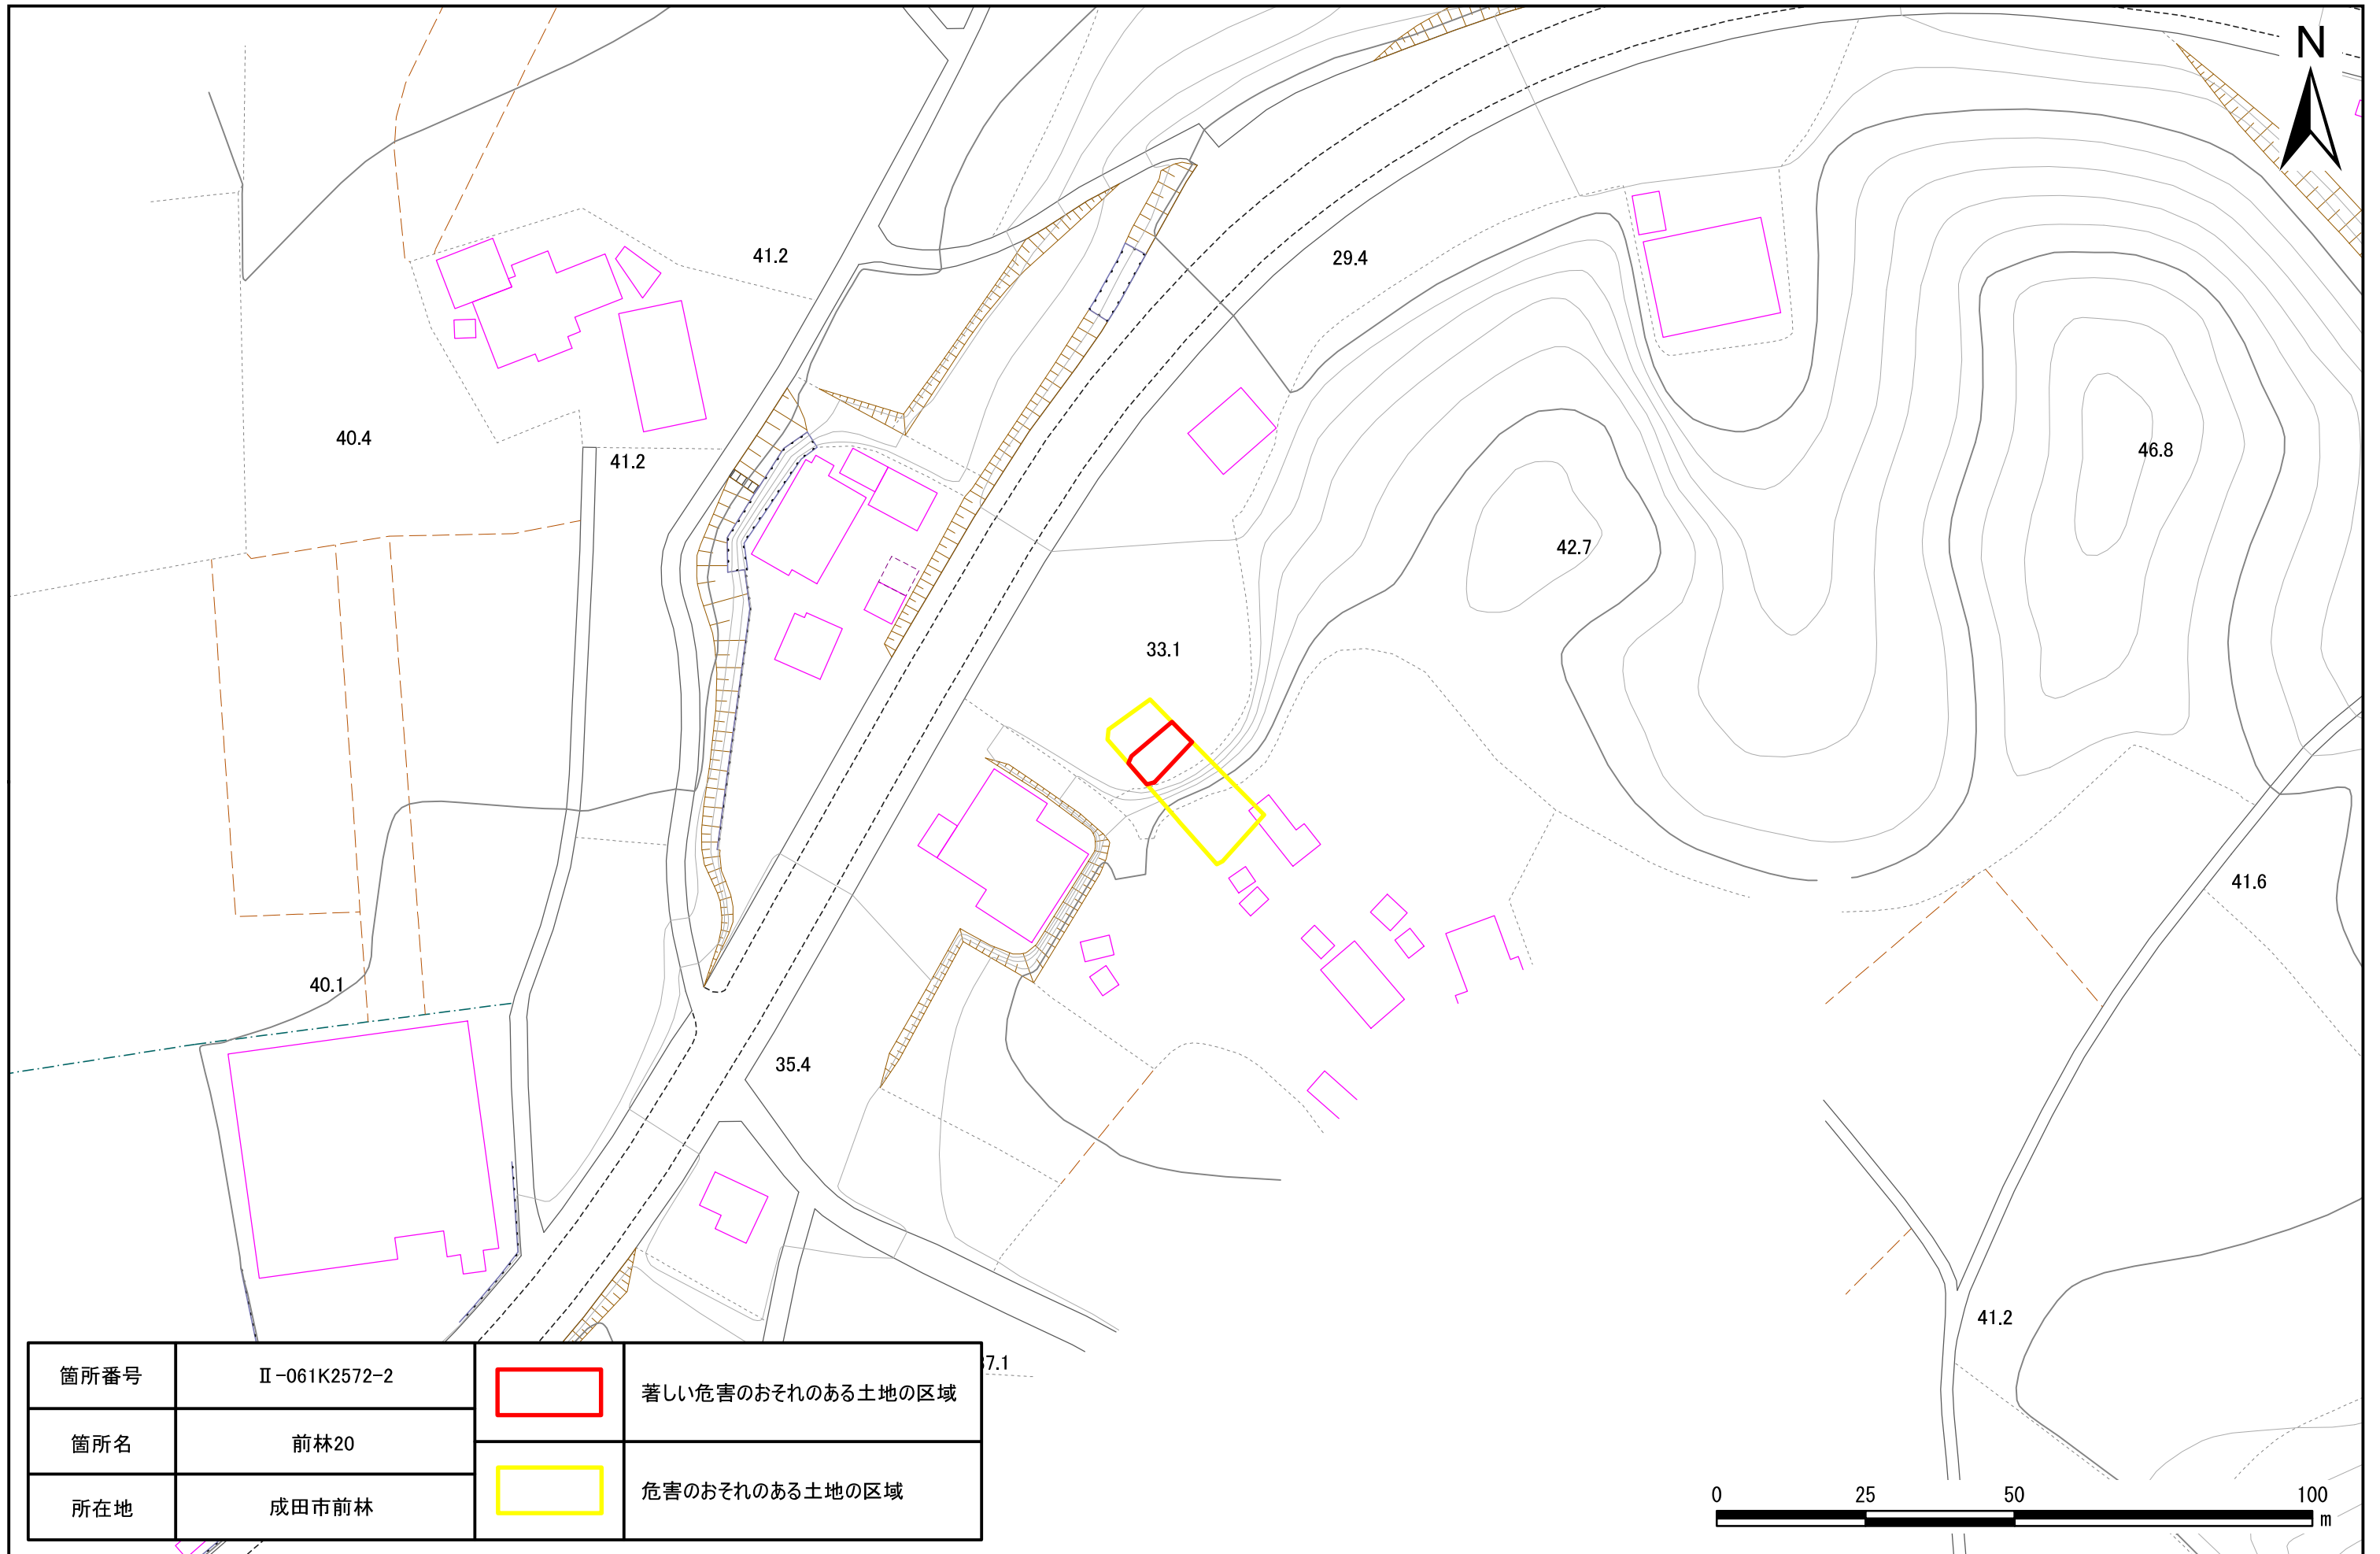 N
41.2
29.4
40.4
41.2
46.8
42.7
33.1
41.6
40.1
35.4
41.2
37.1
箇所番号 Ⅱ-061K2572-2
箇所名 前林20
所在地 成田市前林
著しい危害のおそれのある土地の区域
危害のおそれのある土地の区域
0 25 50 100
m